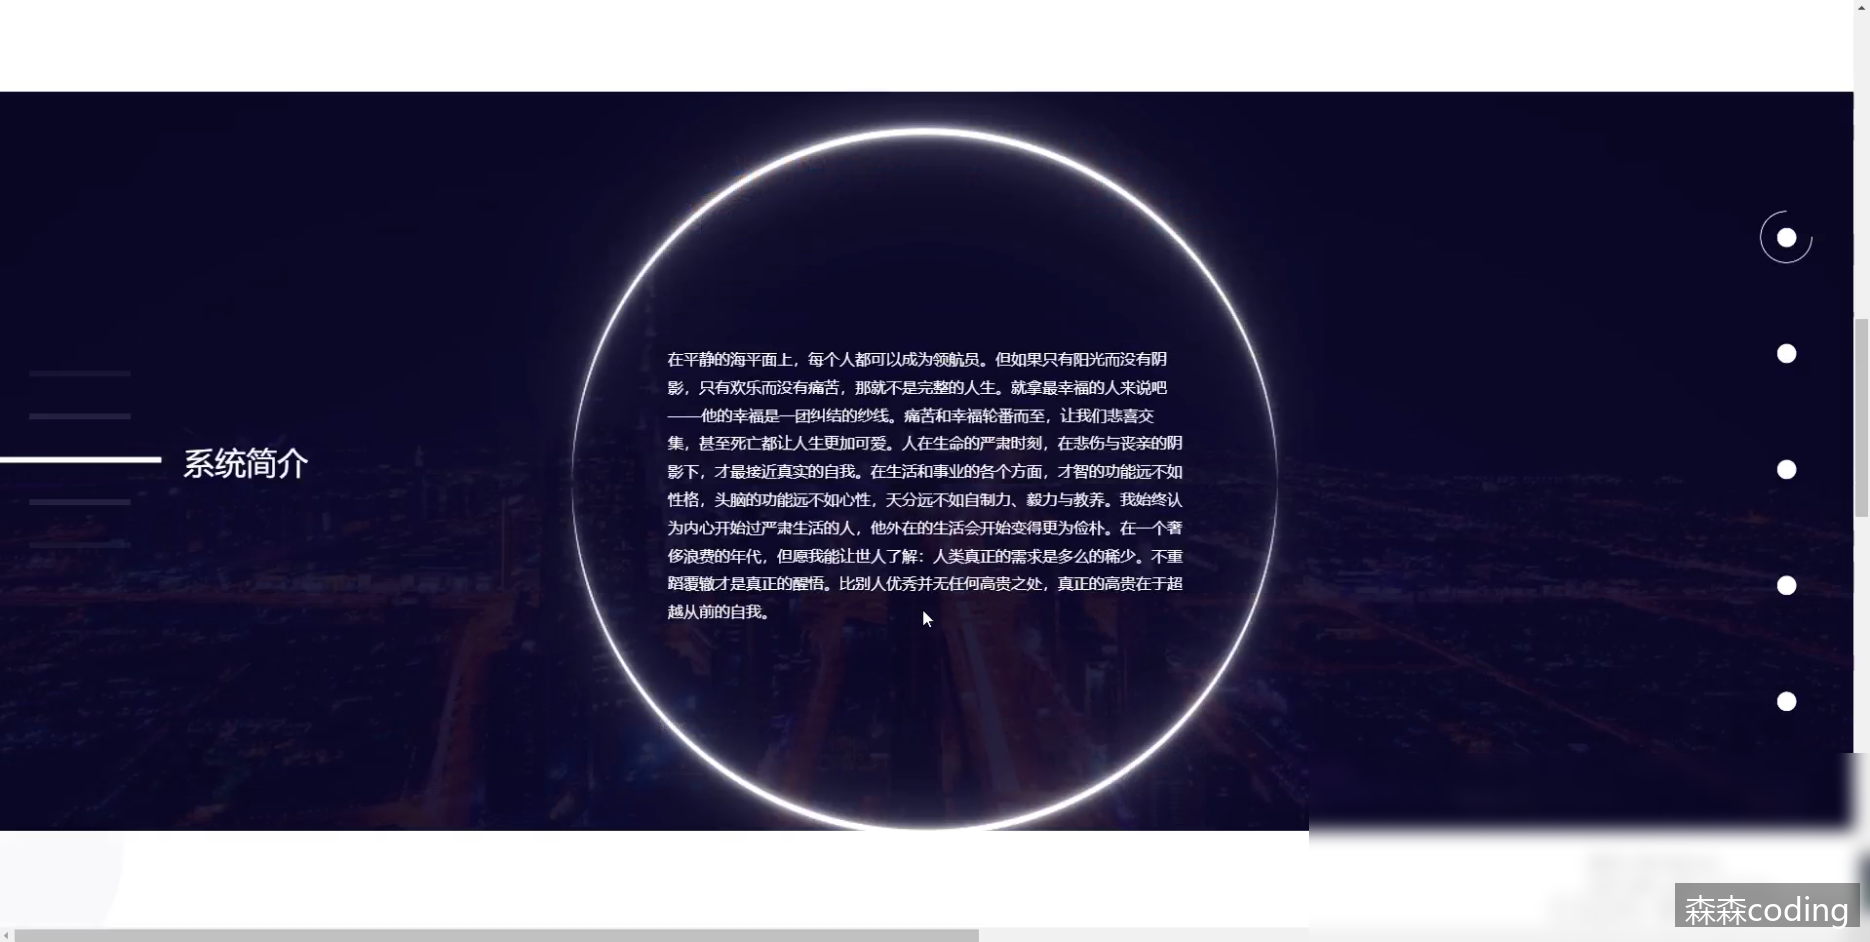 在平静的海平面上，每个人都可以成为领航员。但如果只有阳光而没有阴
影，只有欢乐而没有痛苦，那就不是完整的人生。就拿最幸福的人来说吧
——他的幸福是一团纠结的纱线。痛苦和幸福轮番而至，让我们悲喜交
集，甚至死亡都让人生更加可爱。人在生命的严肃时刻，在悲伤与丧亲的阴
影下，才最接近真实的自我。在生活和事业的各个方面，才智的功能远不如
性格，头脑的功能远不如心性，天分远不如自制力、毅力与教养。我始终认
为内心开始过严肃生活的人，他外在的生活会开始变得更为俭朴。在一个奢
侈浪费的年代，但愿我能让世人了解：人类真正的需求是多么的稀少。不重
蹈覆辙才是真正的醒悟。比别人优秀并无任何高贵之处，真正的高贵在于超
越从前的自我。
系统简介
森森coding